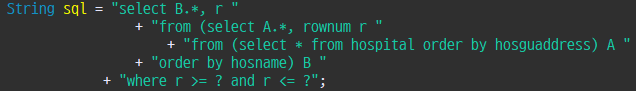 String sql = "select B.*, r "
+ "from (select A.*, rownum r "
+ "from (select * from hospital order by hosguaddress) A "
+ "order by hosname) B "
+ "where r >= ? and r <= ?";